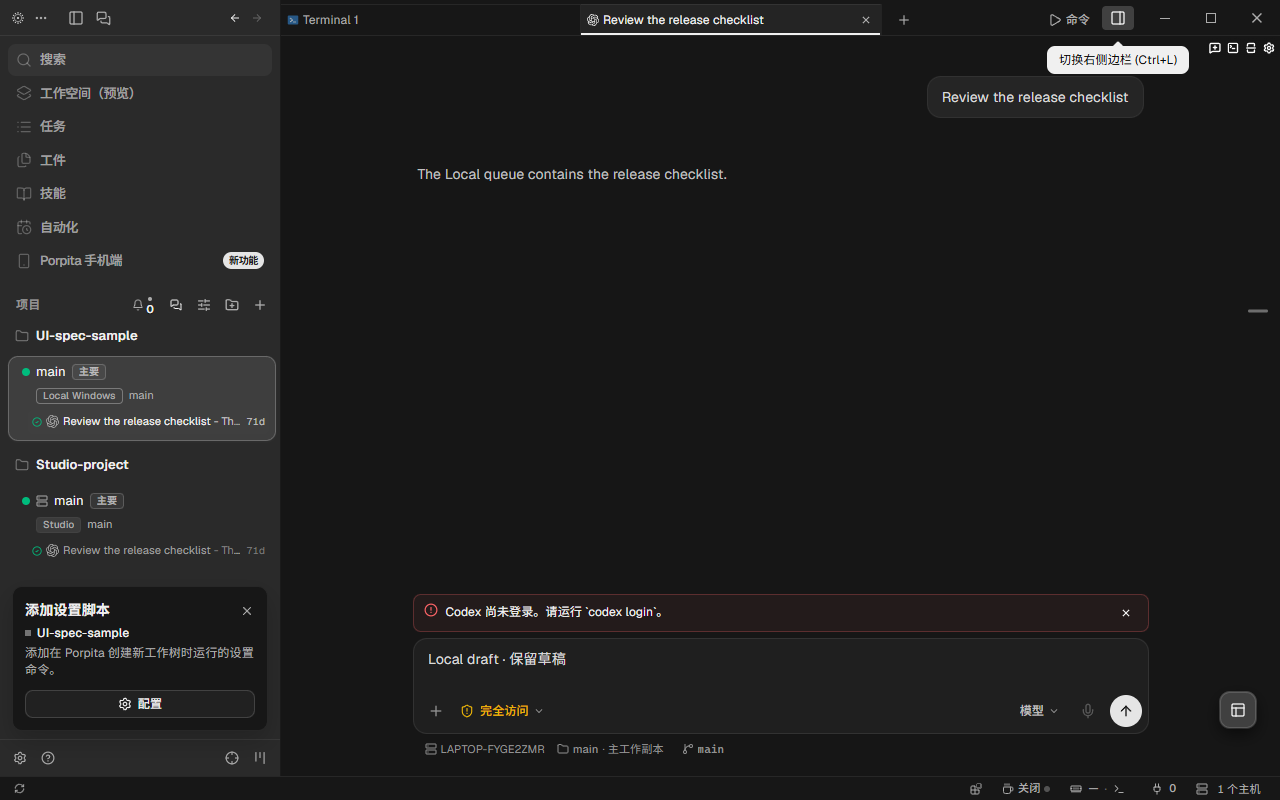 Terminal 1
Review the release checklist
命令
切换右侧边栏 (Ctrl+L)
搜索
工作空间（预览）
任务
工件
技能
自动化
Porpita 手机端
新功能
项目
0
UI-spec-sample
main 主要
Local Windows main
Review the release checklist - Th... 71d
Studio-project
main 主要
Studio main
Review the release checklist - Th... 71d
添加设置脚本
UI-spec-sample
添加在 Porpita 创建新工作树时运行的设置
命令。
配置
Review the release checklist
The Local queue contains the release checklist.
Codex 尚未登录。请运行 `codex login`。
Local draft · 保留草稿
完全访问
模型
LAPTOP-FYGE2ZMR
main · 主工作副本
main
关闭
0
1 个主机